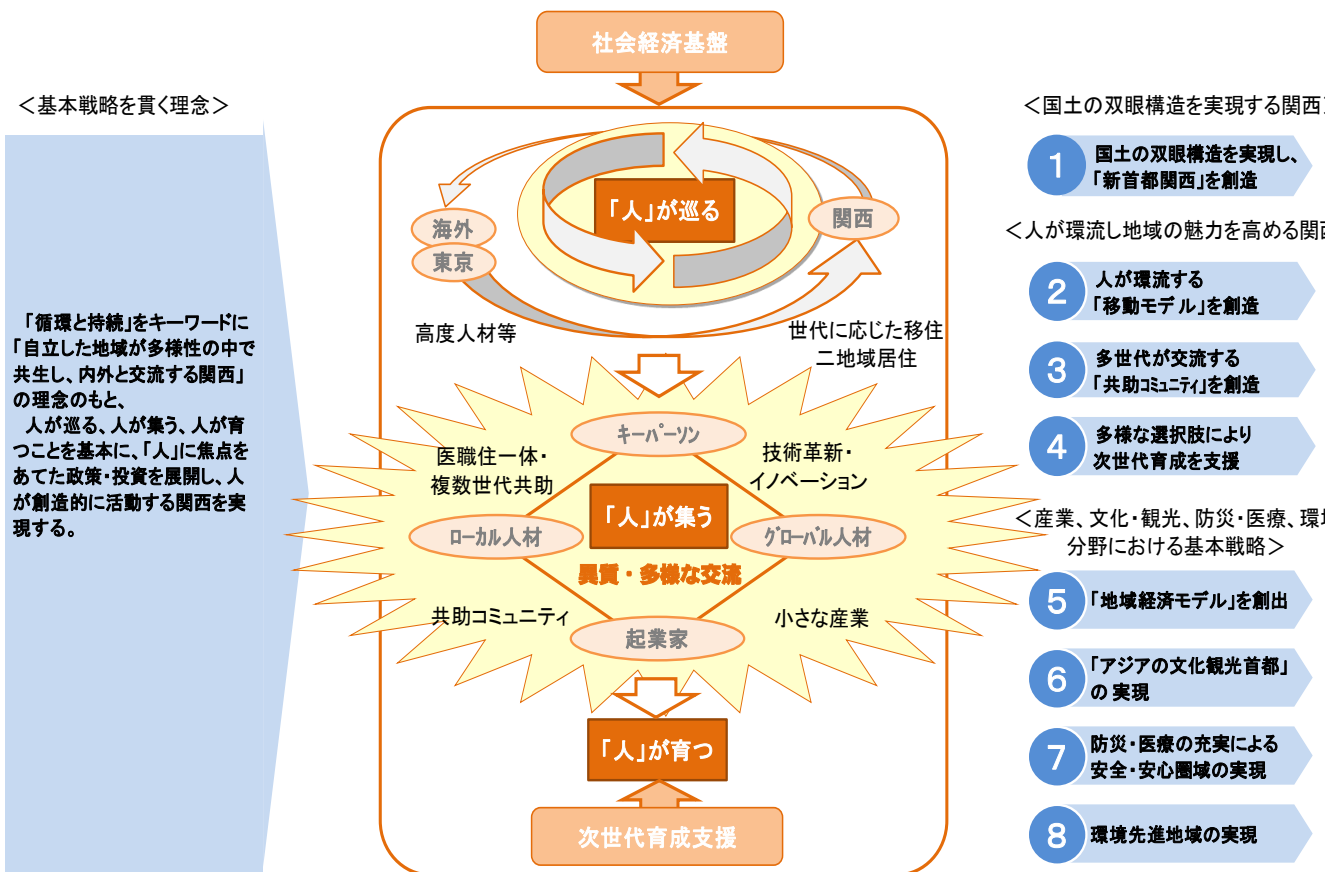 社会経済基盤
＜基本戦略を貫く理念＞
「循環と持続」をキーワードに
「自立した地域が多様性の中で
共生し、内外と交流する関西」
の理念のもと、
人が巡る、人が集う、人が育
つことを基本に、「人」に焦点を
あてた政策・投資を展開し、人
が創造的に活動する関西を実
現する。
「人」が巡る
海外
東京
関西
高度人材等
世代に応じた移住
二地域居住
キーパーソン
医職住一体・
複数世代共助
技術革新・
イノベーション
ローカル人材
「人」が集う
グローバル人材
異質・多様な交流
共助コミュニティ
小さな産業
起業家
「人」が育つ
次世代育成支援
＜国土の双眼構造を実現する関西＞
1
国土の双眼構造を実現し、
「新首都関西」を創造
＜人が環流し地域の魅力を高める関西
2
人が環流する
「移動モデル」を創造
3
多世代が交流する
「共助コミュニティ」を創造
4
多様な選択肢により
次世代育成を支援
＜産業、文化・観光、防災・医療、環境
分野における基本戦略＞
5
「地域経済モデル」を創出
6
「アジアの文化観光首都」
の 実現
7
防災・医療の充実による
安全・安心圏域の実現
8
環境先進地域の実現